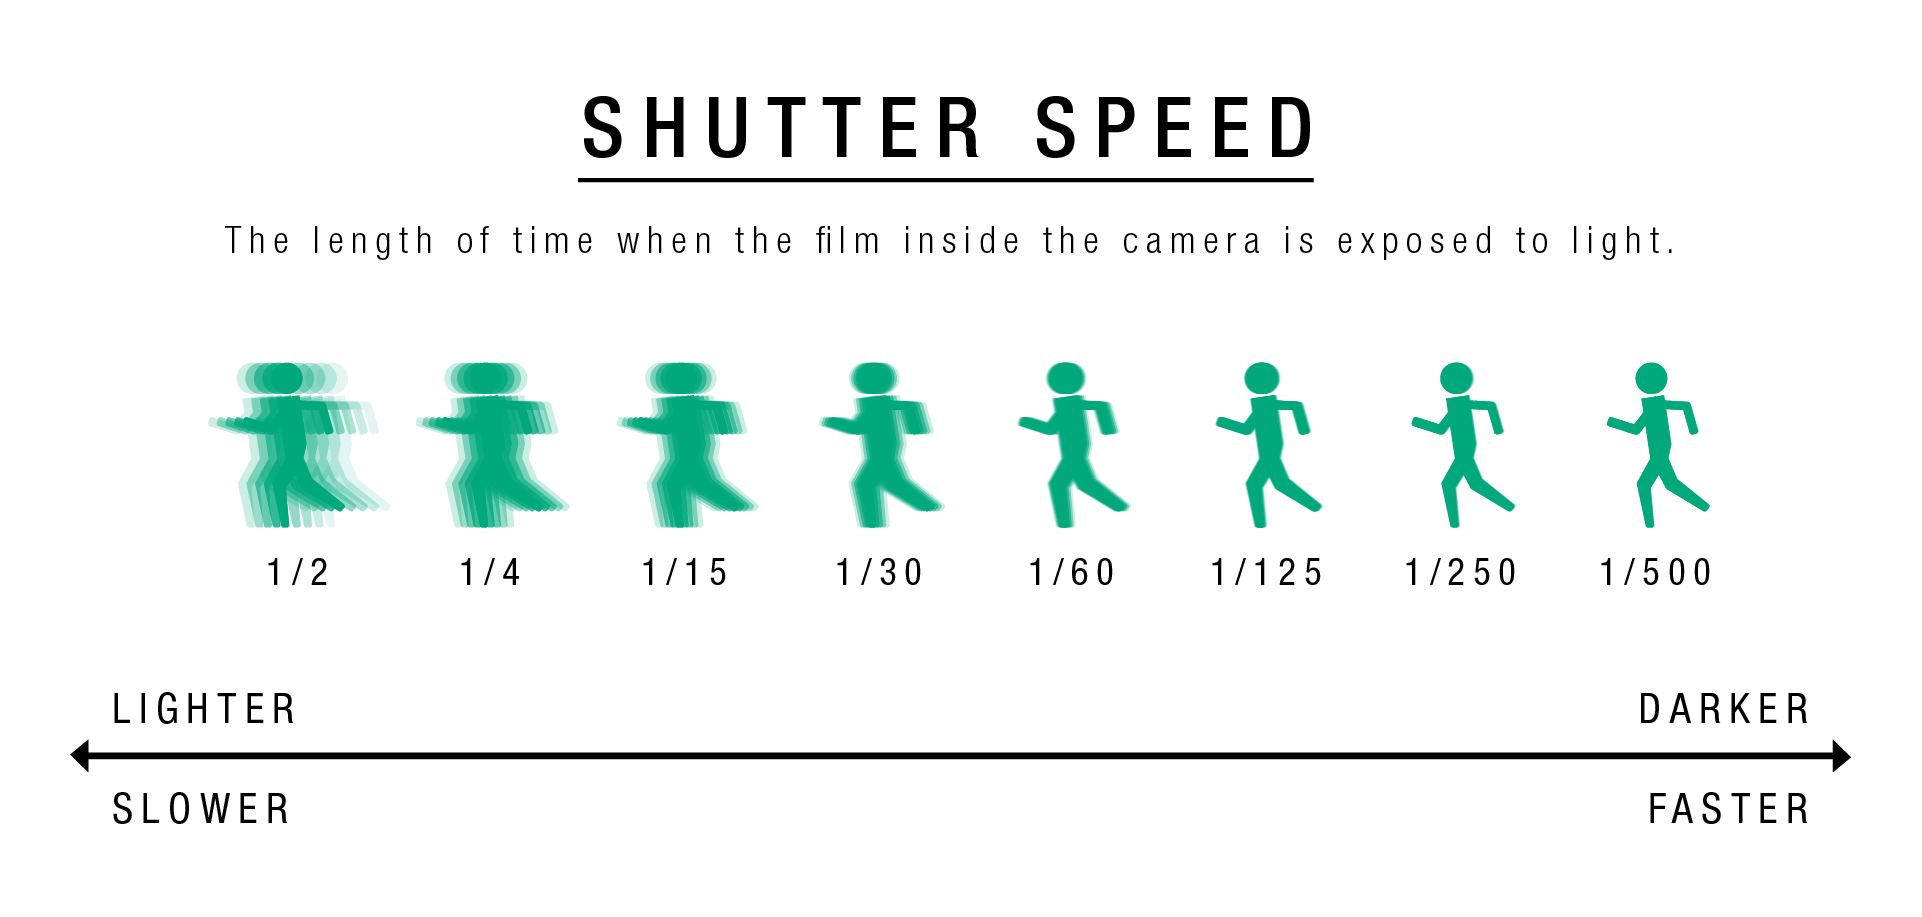 SHUTTER SPEED
The length of time when the film inside the camera is exposed to light.
1/2 1/4 1/15 1/30 1/60 1/125 1/250 1/500
LIGHTER DARKER
SLOWER FASTER